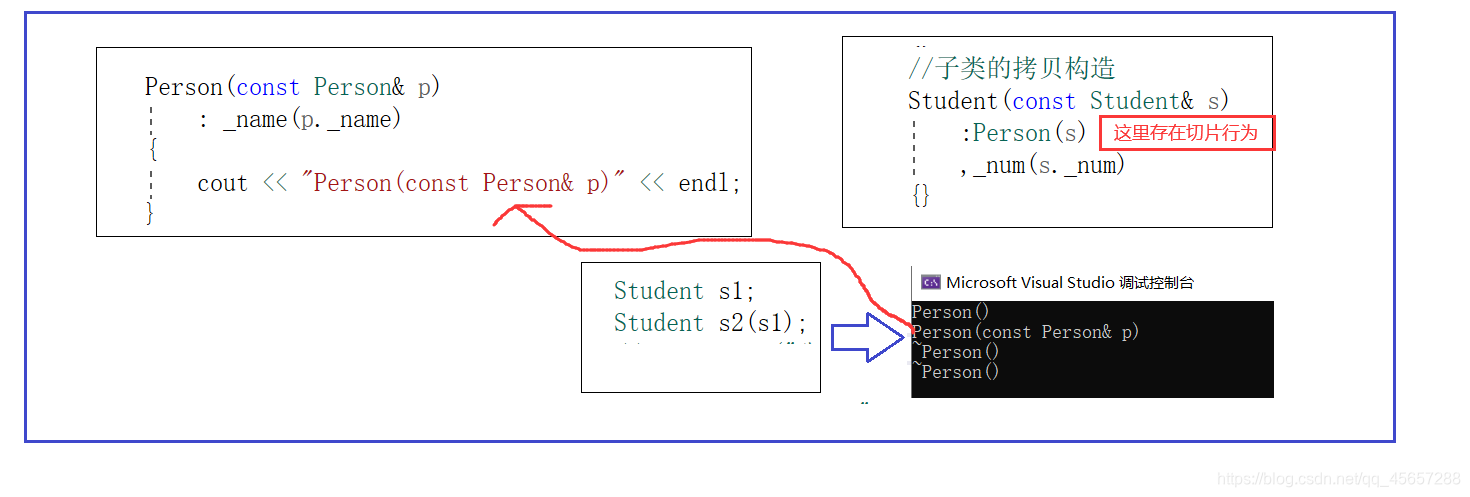 Person(const Person& p)
: _name(p._name)
{
cout << "Person(const Person& p)" << endl;
}
//子类的拷贝构造
Student(const Student& s)
:Person(s)
这里存在切片行为
,_num(s._num)
{}
Student s1;
Student s2(s1);
Microsoft Visual Studio 调试控制台
Person()
Person(const Person& p)
~Person()
~Person()
https://blog.csdn.net/qq_45657288